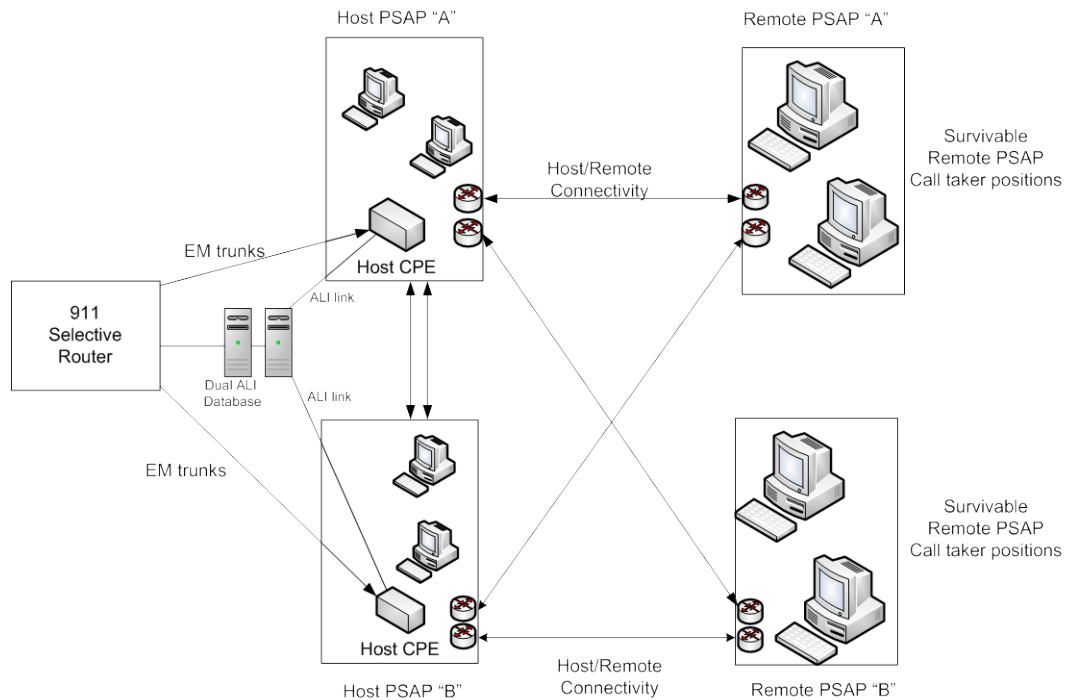 Host PSAP “A”
Remote PSAP “A”
Survivable
Remote PSAP
Call taker positions
Host/Remote
Connectivity
EM trunks
Host CPE
ALI link
911
Selective
Router
Dual ALI
Database
ALI link
EM trunks
Survivable
Remote PSAP
Call taker positions
Host CPE
Host/Remote
Connectivity
Host PSAP “B”
Remote PSAP “B”